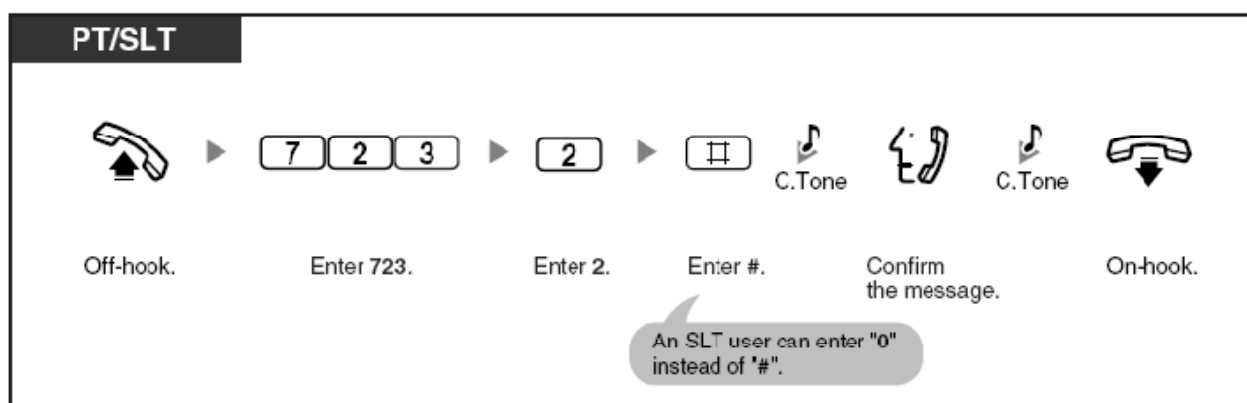 PT/SLT
7 2 3
2
#
C.Tone
C.Tone
Off-hook.
Enter 723.
Enter 2.
Enter #.
Confirm
the message.
On-hook.
An SLT user can enter "0"
instead of "#".